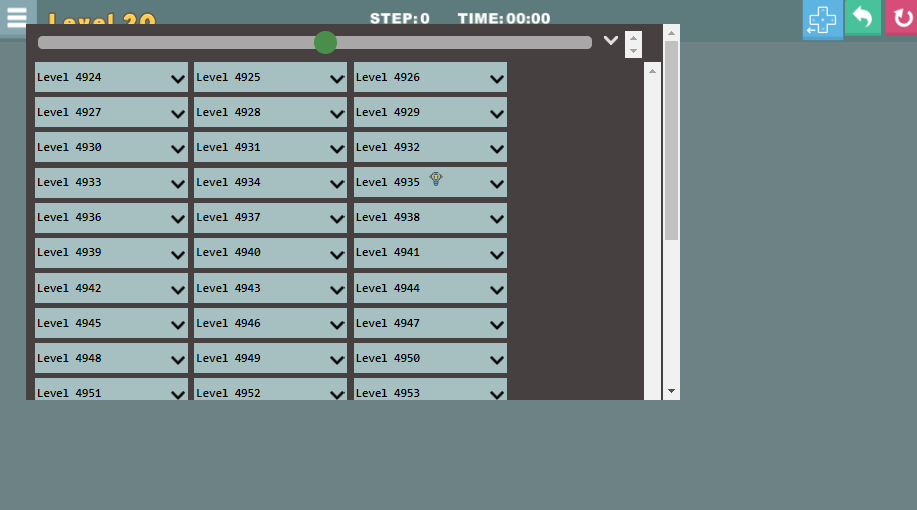 Level 20 STEP:0 TIME:00:00
Level 4924 Level 4925 Level 4926
Level 4927 Level 4928 Level 4929
Level 4930 Level 4931 Level 4932
Level 4933 Level 4934 Level 4935
Level 4936 Level 4937 Level 4938
Level 4939 Level 4940 Level 4941
Level 4942 Level 4943 Level 4944
Level 4945 Level 4946 Level 4947
Level 4948 Level 4949 Level 4950
Level 4951 Level 4952 Level 4953